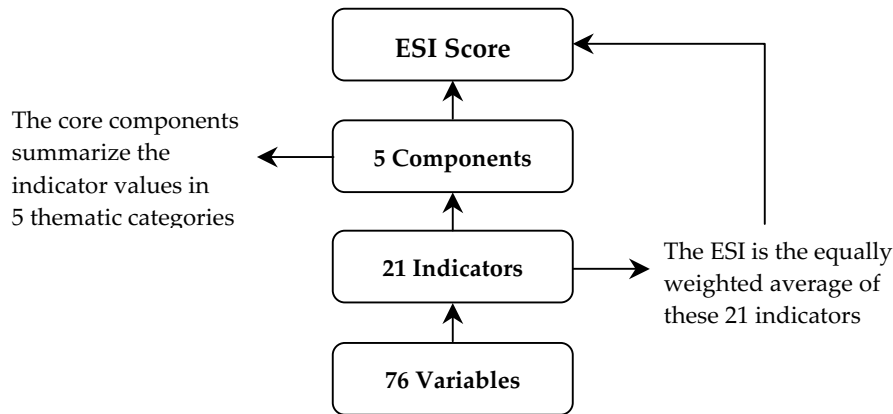 ESI Score
The core components
summarize the
indicator values in
5 thematic categories
5 Components
21 Indicators
The ESI is the equally
weighted average of
these 21 indicators
76 Variables